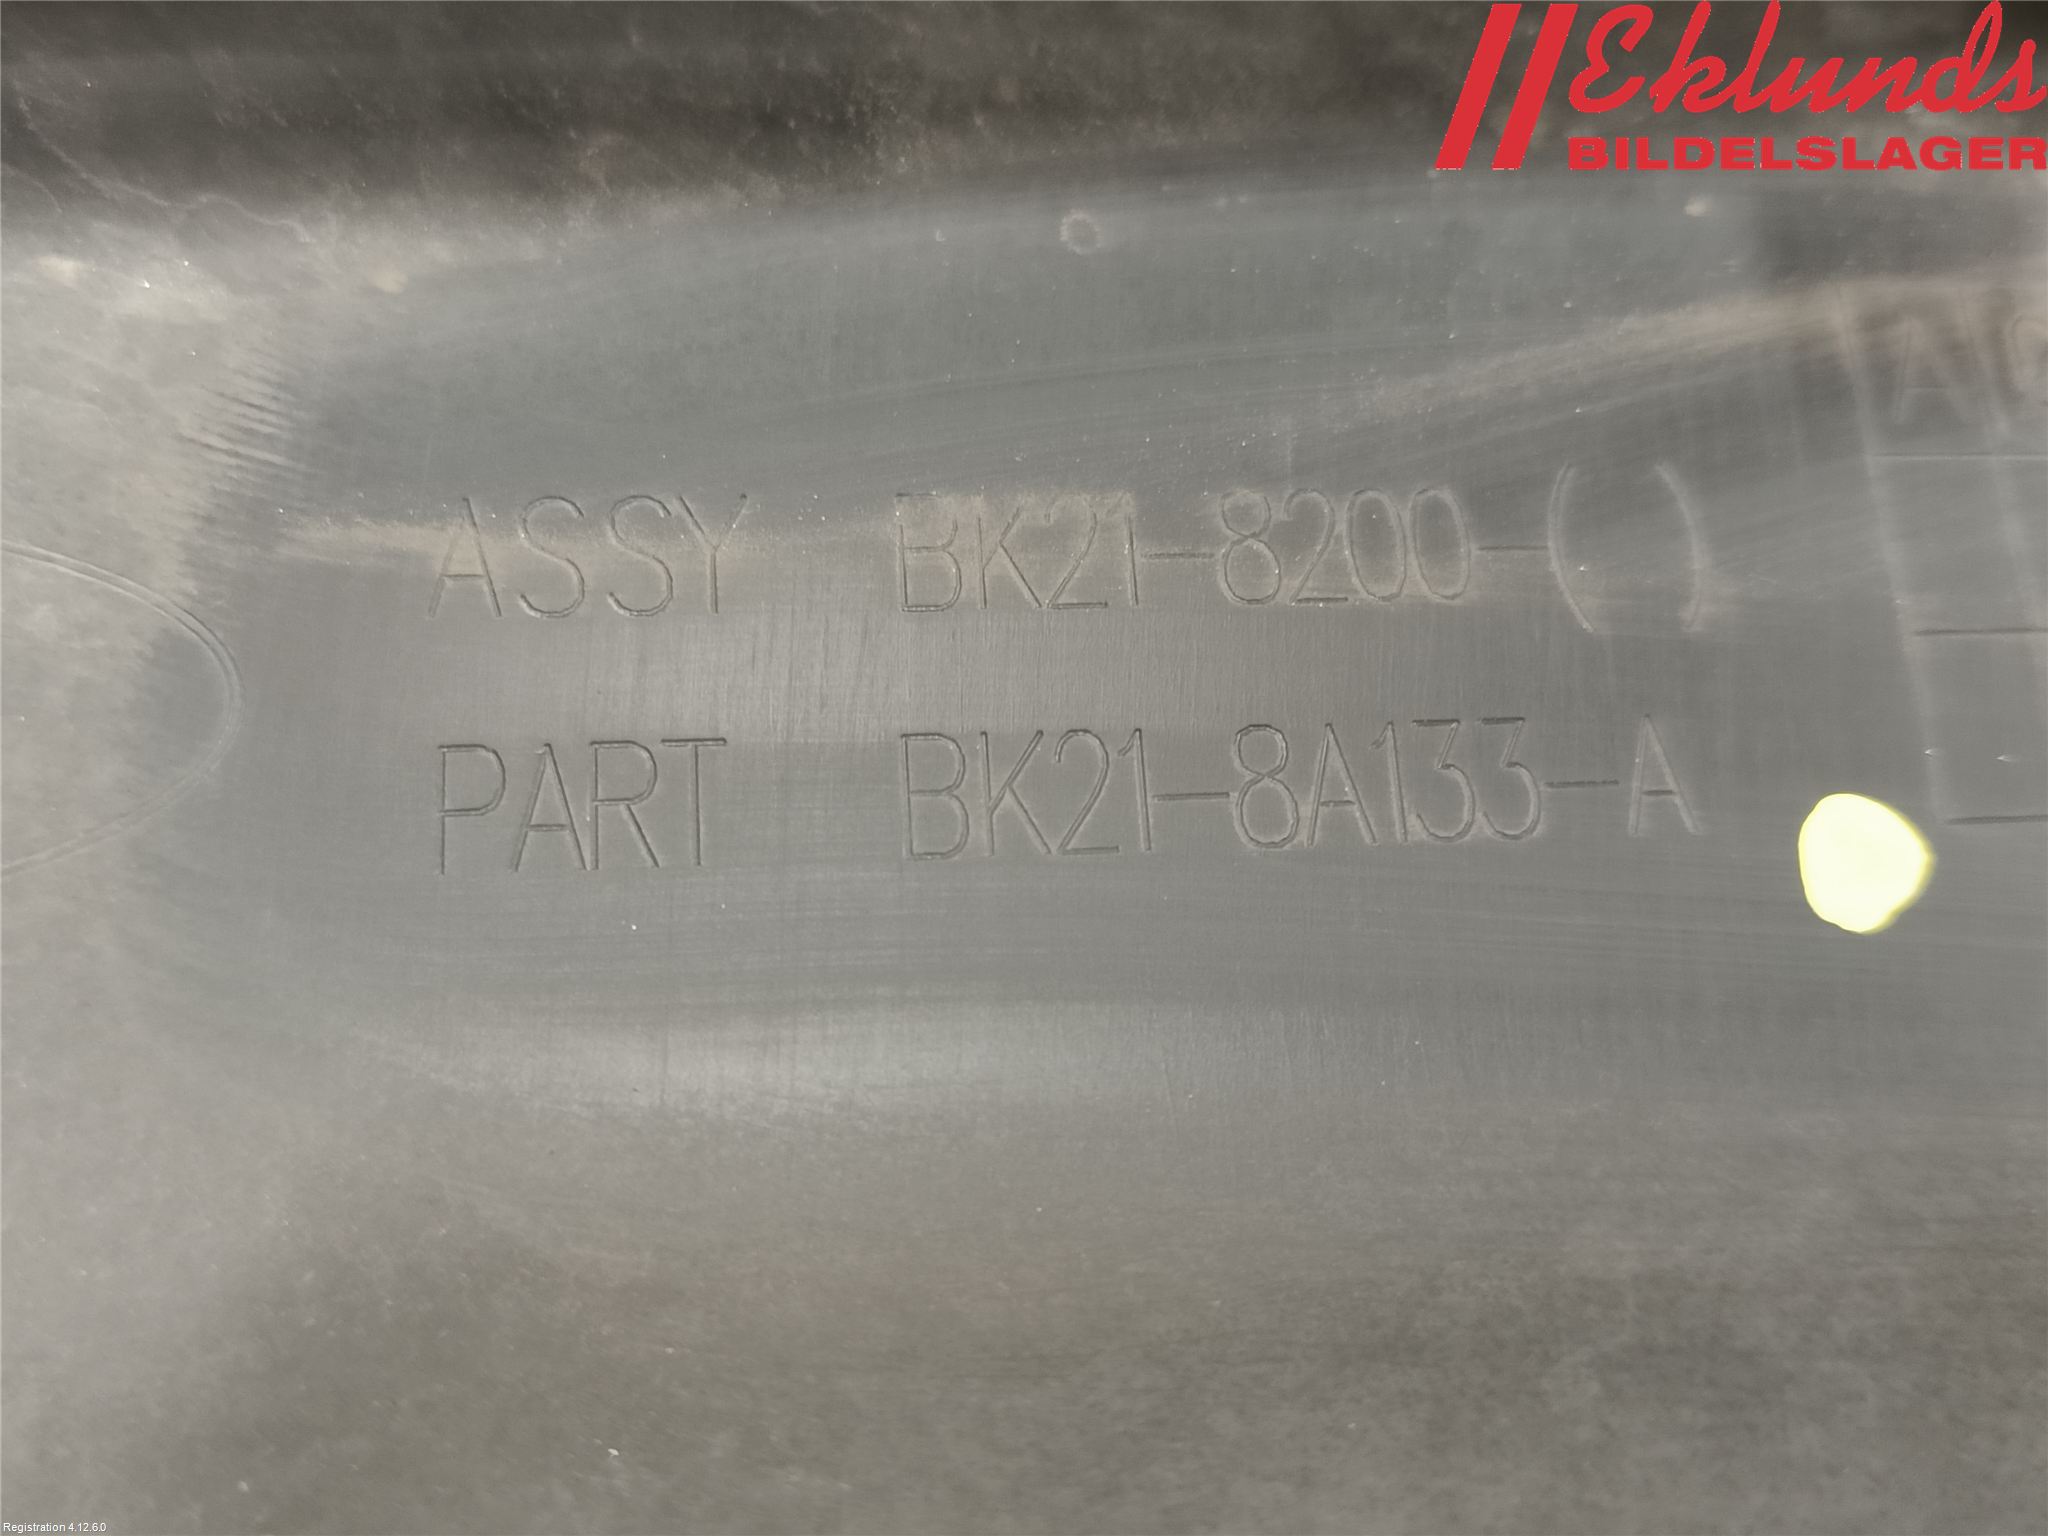 Eklunds
BILDELSLAGER
ASSY BK21-8200-( )
PART BK21-8A133-A
Registration 4.12.6.0